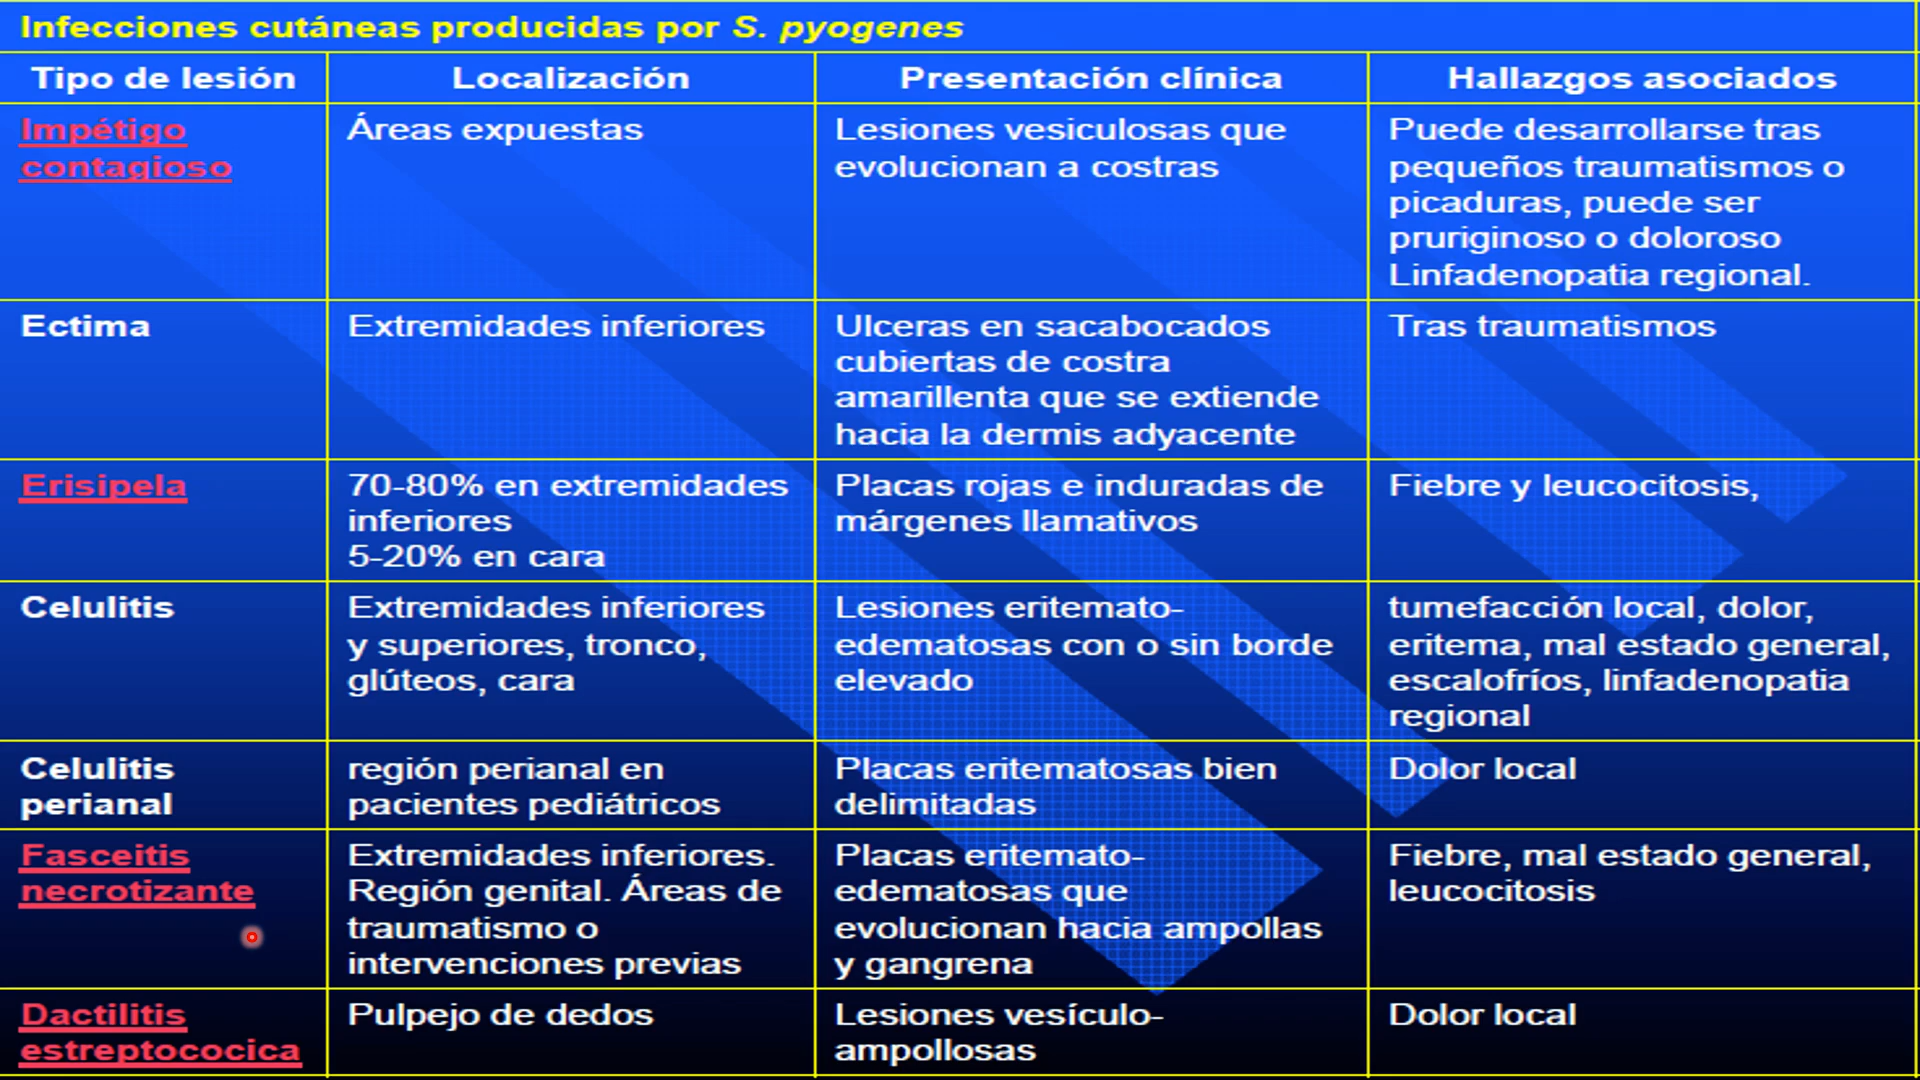 Infecciones cutáneas producidas por S. pyogenes
Tipo de lesión
Localización
Presentación clínica
Hallazgos asociados
Impétigo
contagioso
Áreas expuestas
Lesiones vesiculosas que
evolucionan a costras
Puede desarrollarse tras
pequeños traumatismos o
picaduras, puede ser
pruriginoso o doloroso
Linfadenopatia regional.
Ectima
Extremidades inferiores
Ulceras en sacabocados
cubiertas de costra
amarillenta que se extiende
hacia la dermis adyacente
Tras traumatismos
Erisipela
70-80% en extremidades
inferiores
5-20% en cara
Placas rojas e induradas de
márgenes llamativos
Fiebre y leucocitosis,
Celulitis
Extremidades inferiores
y superiores, tronco,
glúteos, cara
Lesiones eritemato-
edematosas con o sin borde
elevado
tumefacción local, dolor,
eritema, mal estado general,
escalofríos, linfadenopatia
regional
Celulitis
perianal
región perianal en
pacientes pediátricos
Placas eritematosas bien
delimitadas
Dolor local
Fasceitis
necrotizante
Extremidades inferiores.
Región genital. Áreas de
traumatismo o
intervenciones previas
Placas eritemato-
edematosas que
evolucionan hacia ampollas
y gangrena
Fiebre, mal estado general,
leucocitosis
Dactilitis
estreptococica
Pulpejo de dedos
Lesiones vesículo-
ampollosas
Dolor local